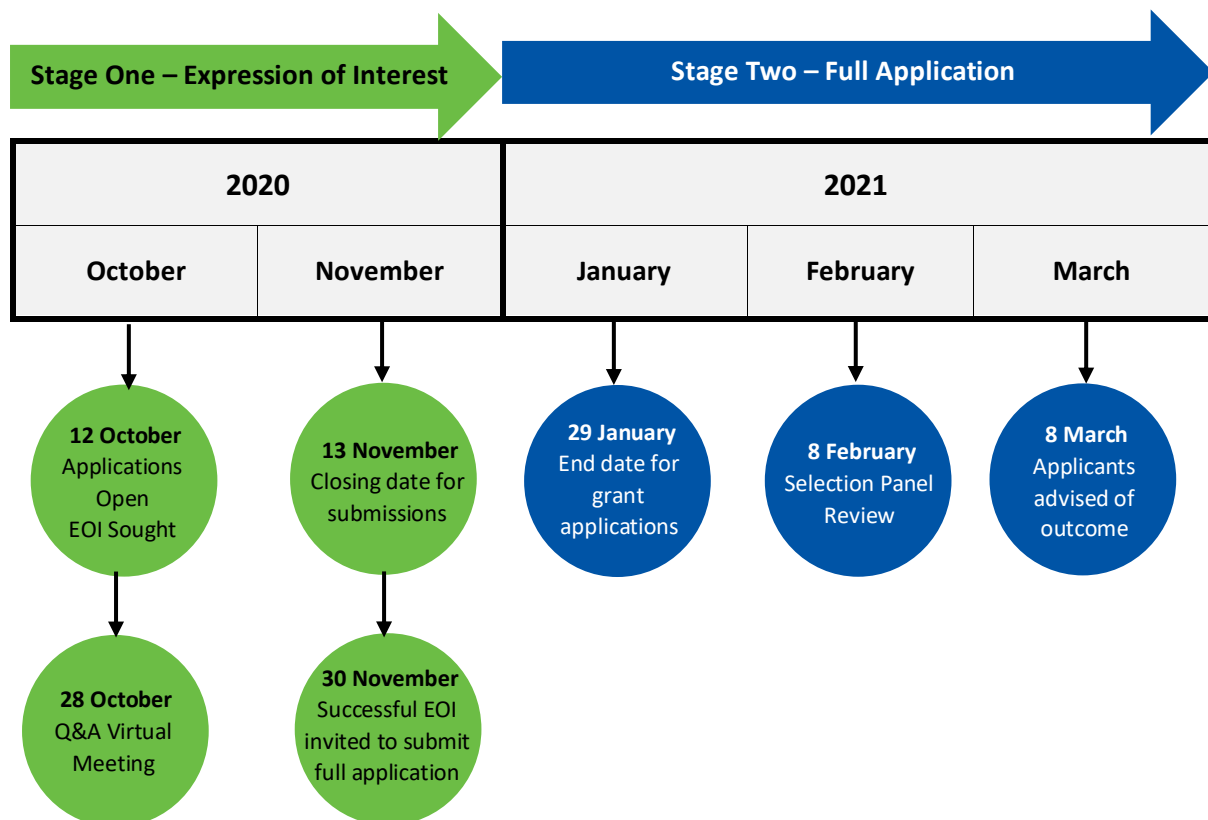 Stage One – Expression of Interest
Stage Two – Full Application
2020
2021
October
November
January
February
March
12 October
Applications
Open
EOI Sought
13 November
Closing date for
submissions
29 January
End date for
grant
applications
8 February
Selection Panel
Review
8 March
Applicants
advised of
outcome
28 October
Q&A Virtual
Meeting
30 November
Successful EOI
invited to submit
full application